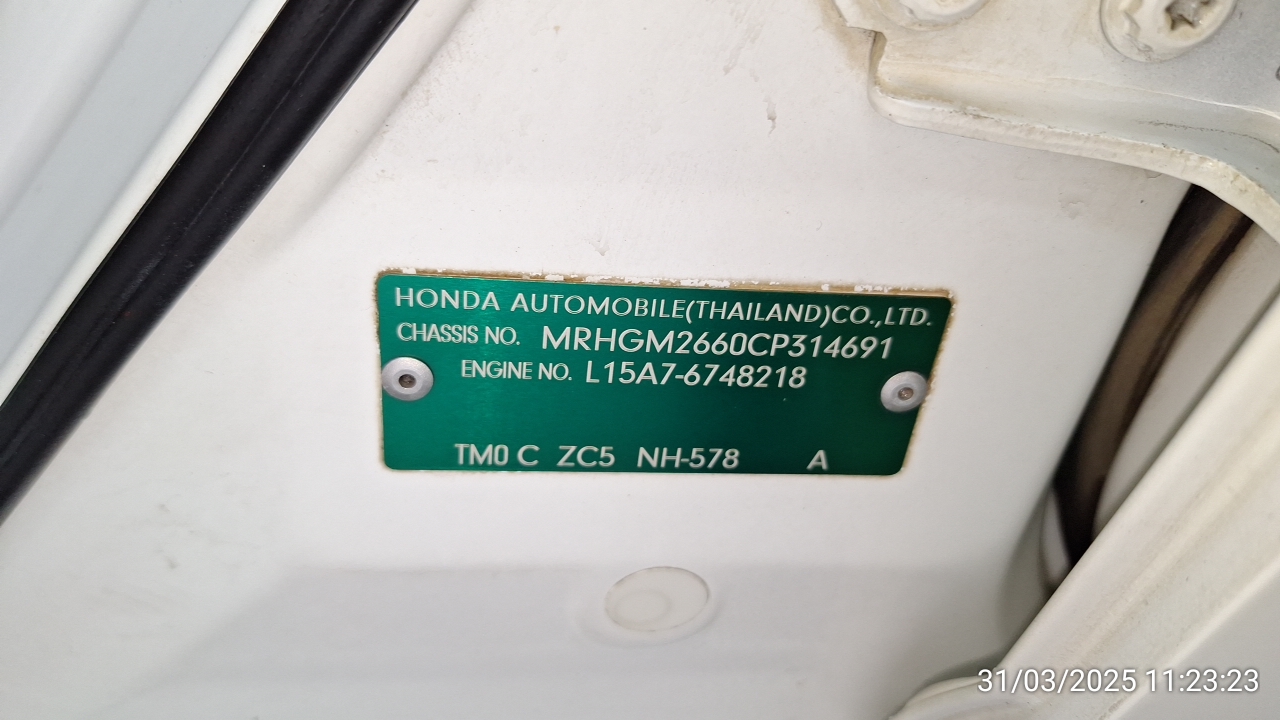 HONDA AUTOMOBILE(THAILAND)CO.,LTD.
CHASSIS NO. MRHGM2660CP314691
ENGINE NO. L15A7-6748218
TM0 C ZC5 NH-578 A
31/03/2025 11:23:23